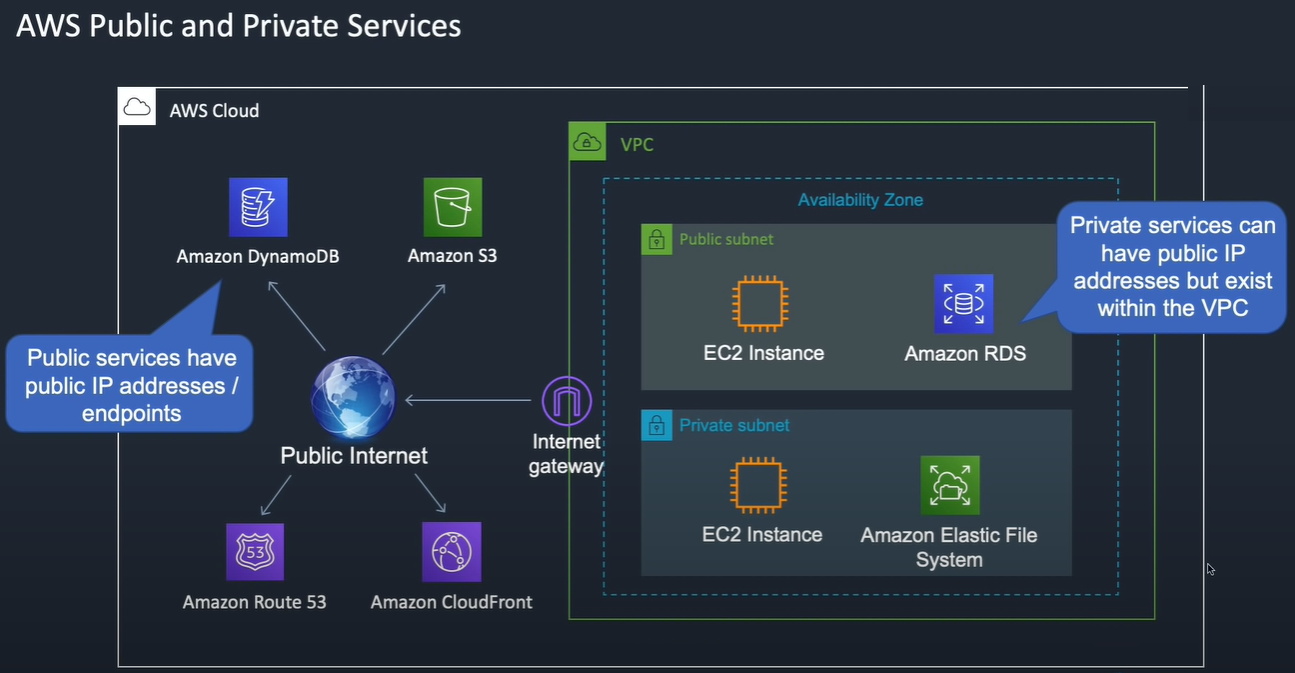 AWS Public and Private Services
AWS Cloud
VPC
Availability Zone
Amazon DynamoDB
Amazon S3
Public subnet
EC2 Instance
Amazon RDS
Private services can
have public IP
addresses but exist
within the VPC
Public services have
public IP addresses /
endpoints
Public Internet
Internet
gateway
Private subnet
EC2 Instance
Amazon Elastic File
System
53
Amazon Route 53
Amazon CloudFront